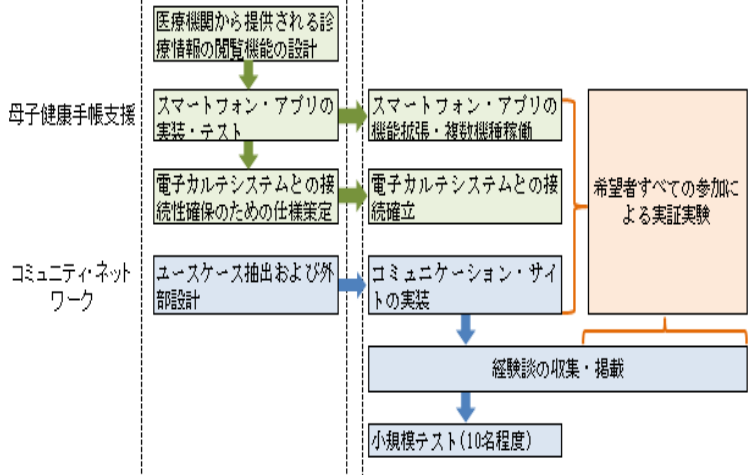 医療機関から提供される診
療情報の閲覧機能の設計
母子健康手帳支援
スマートフォン・アプリの
実装・テスト
スマートフォン・アプリの
機能拡張・複数機種稼働
電子カルテシステムとの接
続性確保のための仕様策定
電子カルテシステムとの接
続確立
希望者すべての参加に
よる実証実験
コミュニティ・ネット
ワーク
ユースケース抽出および外
部設計
コミュニケーション・サイ
トの実装
経験談の収集・掲載
小規模テスト(10名程度)